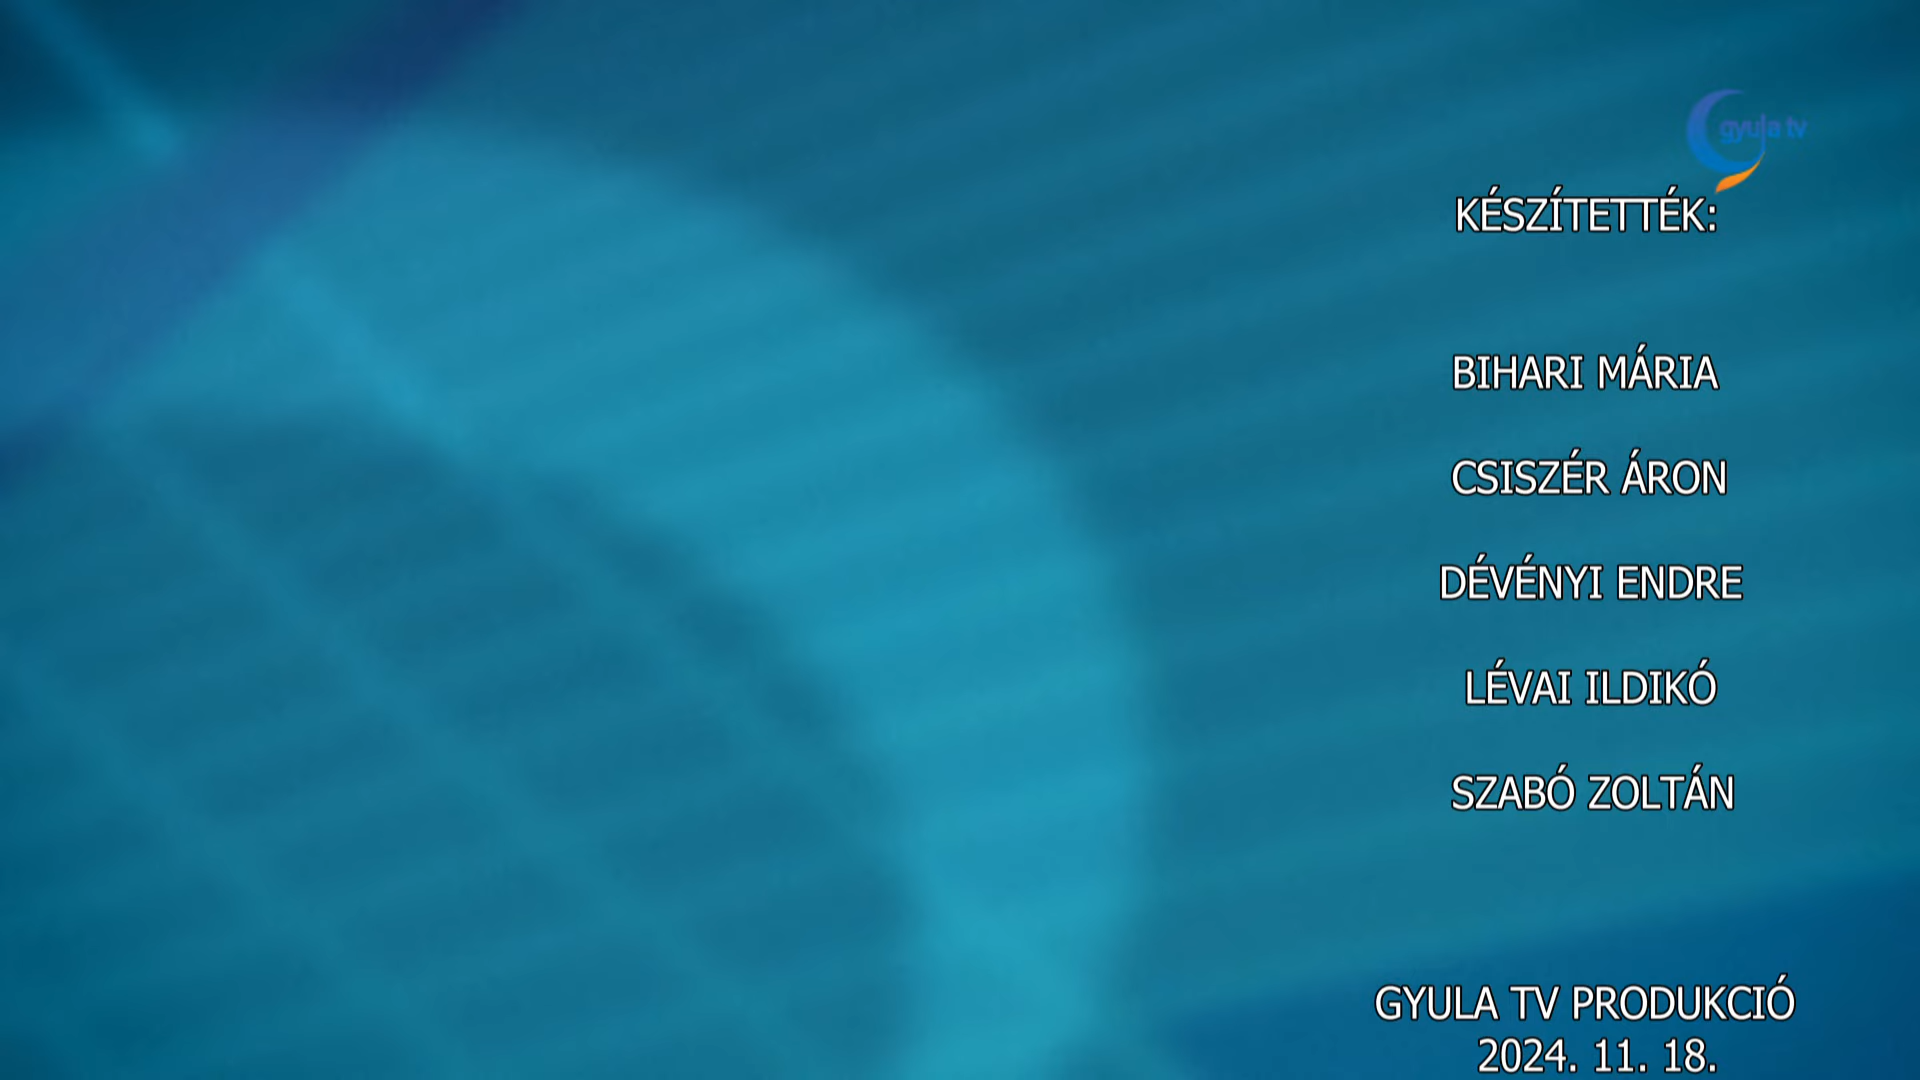 gyula tv
KÉSZÍTETTÉK:
BIHARI MÁRIA
CSISZÉR ÁRON
DÉVÉNYI ENDRE
LÉVAI ILDIKÓ
SZABÓ ZOLTÁN
GYULA TV PRODUKCIÓ
2024. 11. 18.